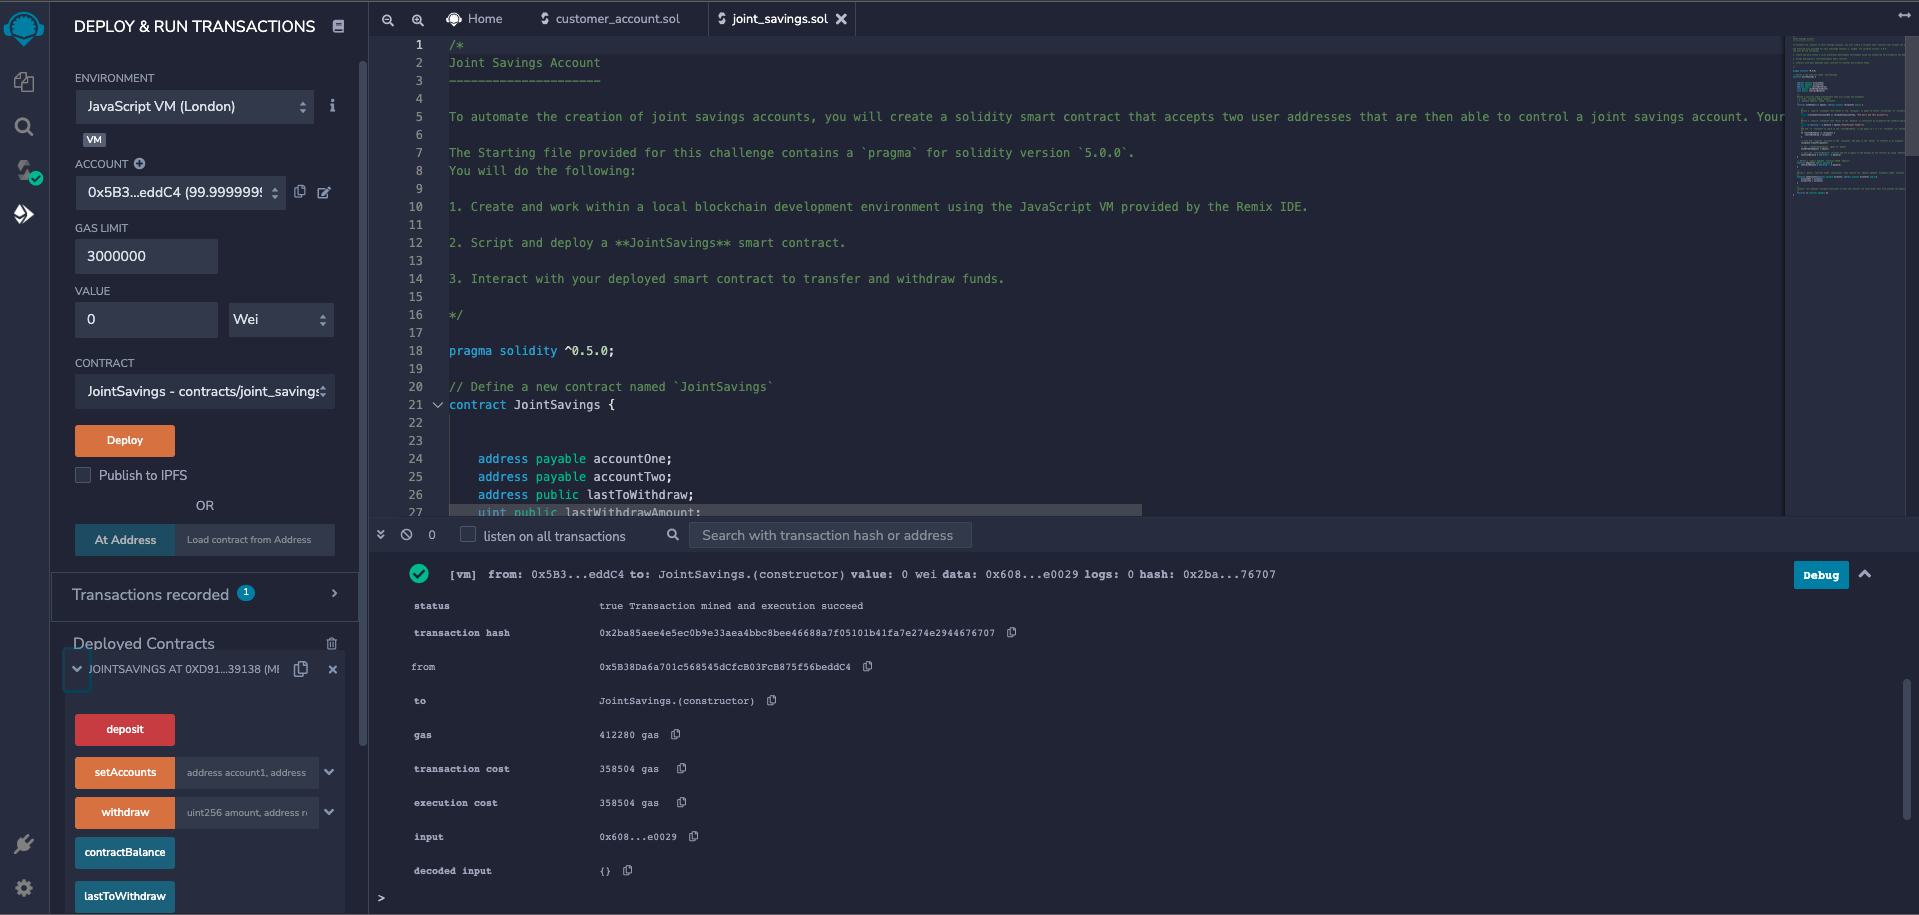 DEPLOY & RUN TRANSACTIONS
ENVIRONMENT
JavaScript VM (London)
VM
ACCOUNT
0x5B3...eddC4 (99.9999999
GAS LIMIT
3000000
VALUE
0
Wei
CONTRACT
JointSavings - contracts/joint_savings
Deploy
Publish to IPFS
OR
At Address
Load contract from Address
Transactions recorded 1
Deployed Contracts
JOINTSAVINGS AT 0XD91...39138 (ME
deposit
setAccounts
address account1, address
withdraw
uint256 amount, address r
contractBalance
lastToWithdraw
Home
customer_account.sol
joint_savings.sol
1 /*
2 Joint Savings Account
3 ---------------------
4
5 To automate the creation of joint savings accounts, you will create a solidity smart contract that accepts two user addresses that are then able to control a joint savings account. Your
6
7 The Starting file provided for this challenge contains a `pragma` for solidity version `5.0.0`.
8 You will do the following:
9
10 1. Create and work within a local blockchain development environment using the JavaScript VM provided by the Remix IDE.
11
12 2. Script and deploy a **JointSavings** smart contract.
13
14 3. Interact with your deployed smart contract to transfer and withdraw funds.
15
16 */
17
18 pragma solidity ^0.5.0;
19
20 // Define a new contract named `JointSavings`
21 contract JointSavings {
22
23
24 address payable accountOne;
25 address payable accountTwo;
26 address public lastToWithdraw;
27 uint public lastWithdrawAmount;
0
listen on all transactions
Search with transaction hash or address
[vm] from: 0x5B3...eddC4 to: JointSavings.(constructor) value: 0 wei data: 0x608...e0029 logs: 0 hash: 0x2ba...76707
Debug
status true Transaction mined and execution succeed
transaction hash 0x2ba85aee4e5ec0b9e33aea4bbc8bee46688a7f05101b41fa7e274e2944676707
from 0x5B38Da6a701c568545dCfcB03FcB875f56beddC4
to JointSavings.(constructor)
gas 412280 gas
transaction cost 358504 gas
execution cost 358504 gas
input 0x608...e0029
decoded input {}
>